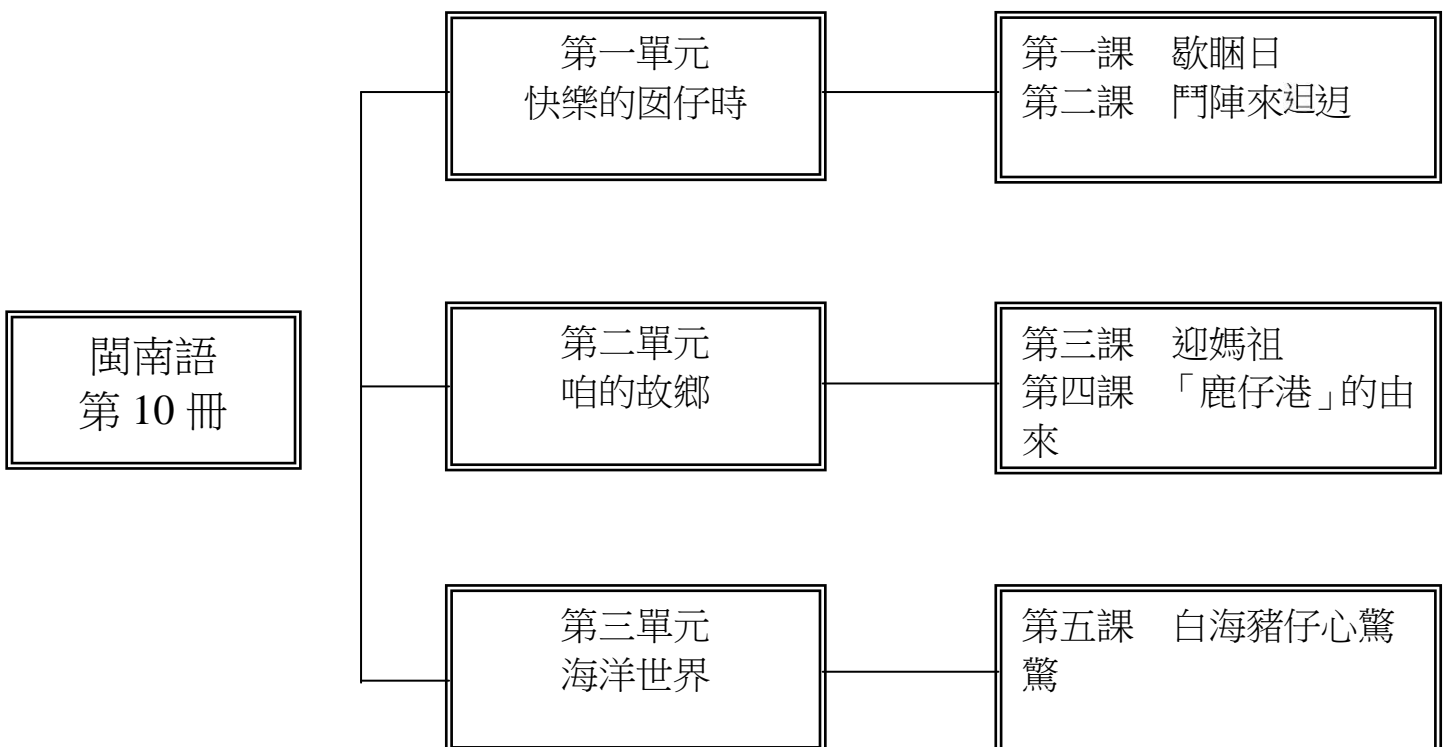 第一單元
快樂的囡仔時
第一課　歇睏日
第二課　鬥陣來𨑨迌
閩南語
第 10 冊
第二單元
咱的故鄉
第三課　迎媽祖
第四課　「鹿仔港」的由
來
第三單元
海洋世界
第五課　白海豬仔心驚
驚